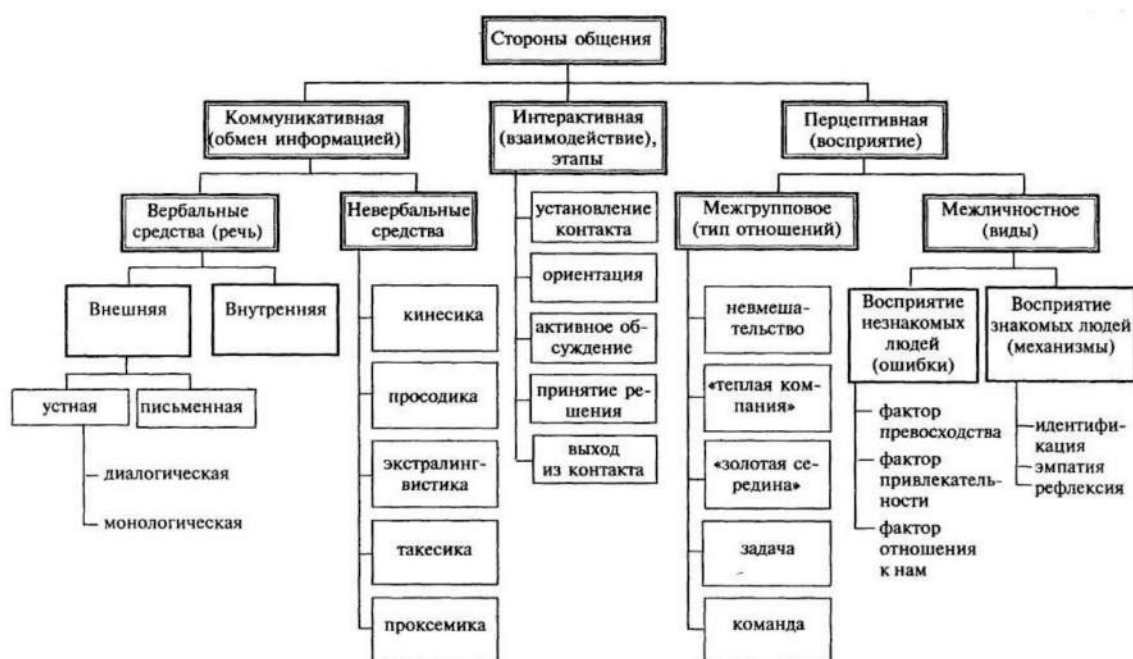 Стороны общения
Коммуникативная
(обмен информацией)
Интерактивная
(взаимодействие),
этапы
Перцептивная
(восприятие)
Вербальные
средства (речь)
Невербальные
средства
Межгрупповое
(тип отношений)
Межличностное
(виды)
Внешняя
Внутренняя
устная
письменная
диалогическая
монологическая
кинесика
просодика
экстралинг-
вистика
такесика
проксемика
установление
контакта
ориентация
активное об-
суждение
принятие ре-
шения
выход
из контакта
невмеша-
тельство
«теплая ком-
пания»
«золотая се-
редина»
задача
команда
Восприятие
незнакомых
людей
(ошибки)
фактор
превосходства
фактор
привлекатель-
ности
фактор
отношения
к нам
Восприятие
знакомых людей
(механизмы)
идентифи-
кация
эмпатия
рефлексия